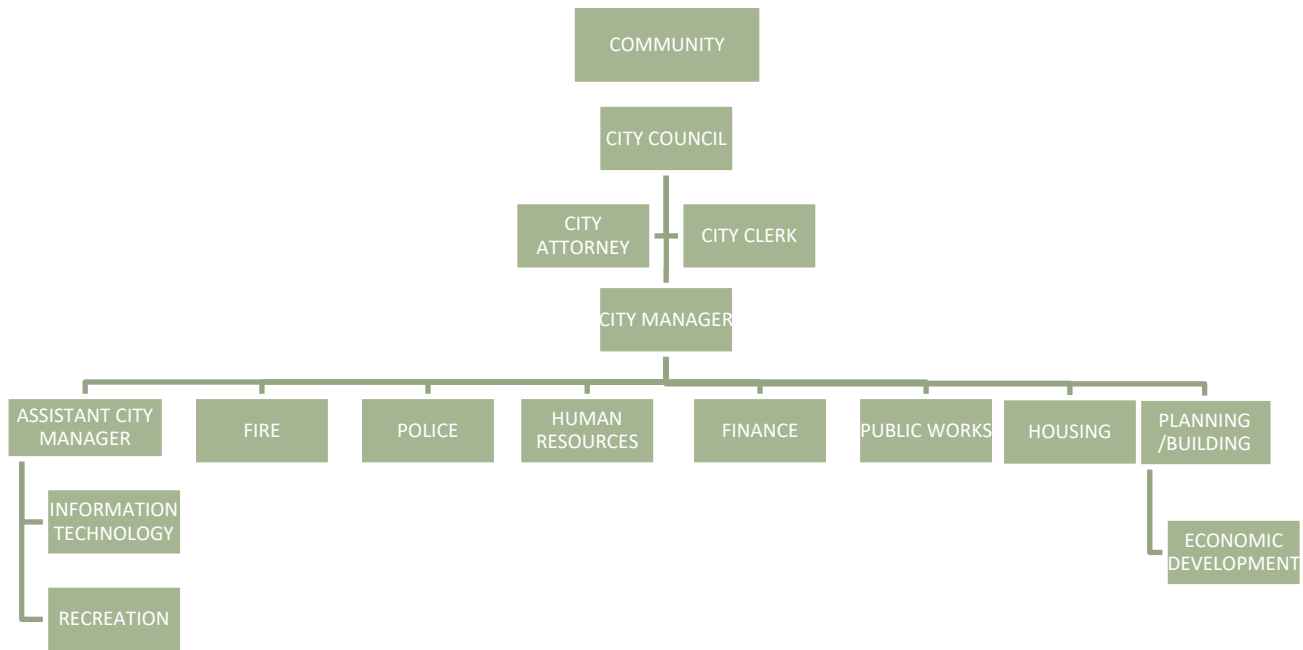 COMMUNITY
CITY COUNCIL
CITY
ATTORNEY
CITY CLERK
CITY MANAGER
ASSISTANT CITY
MANAGER
FIRE
POLICE
HUMAN
RESOURCES
FINANCE
PUBLIC WORKS
HOUSING
PLANNING
/BUILDING
INFORMATION
TECHNOLOGY
RECREATION
ECONOMIC
DEVELOPMENT